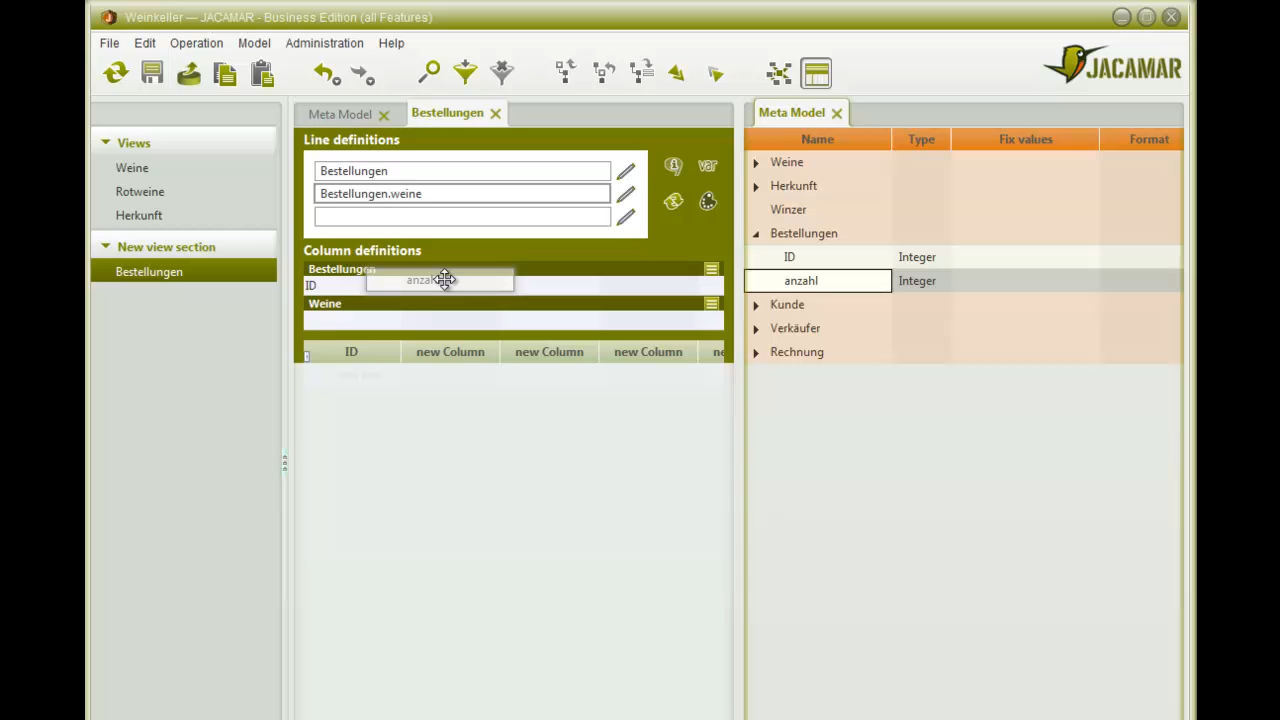 Weinkeller — JACAMAR - Business Edition (all Features)
File Edit Operation Model Administration Help
JACAMAR
Views
Weine
Rotweine
Herkunft
New view section
Bestellungen
Meta Model Bestellungen
Line definitions
Bestellungen
Bestellungen.weine
var
Column definitions
Bestellungen
ID
Weine
ID new Column new Column new Column ne
Meta Model
Name Type Fix values Format
Weine
Herkunft
Winzer
Bestellungen
ID Integer
anzahl Integer
Kunde
Verkäufer
Rechnung